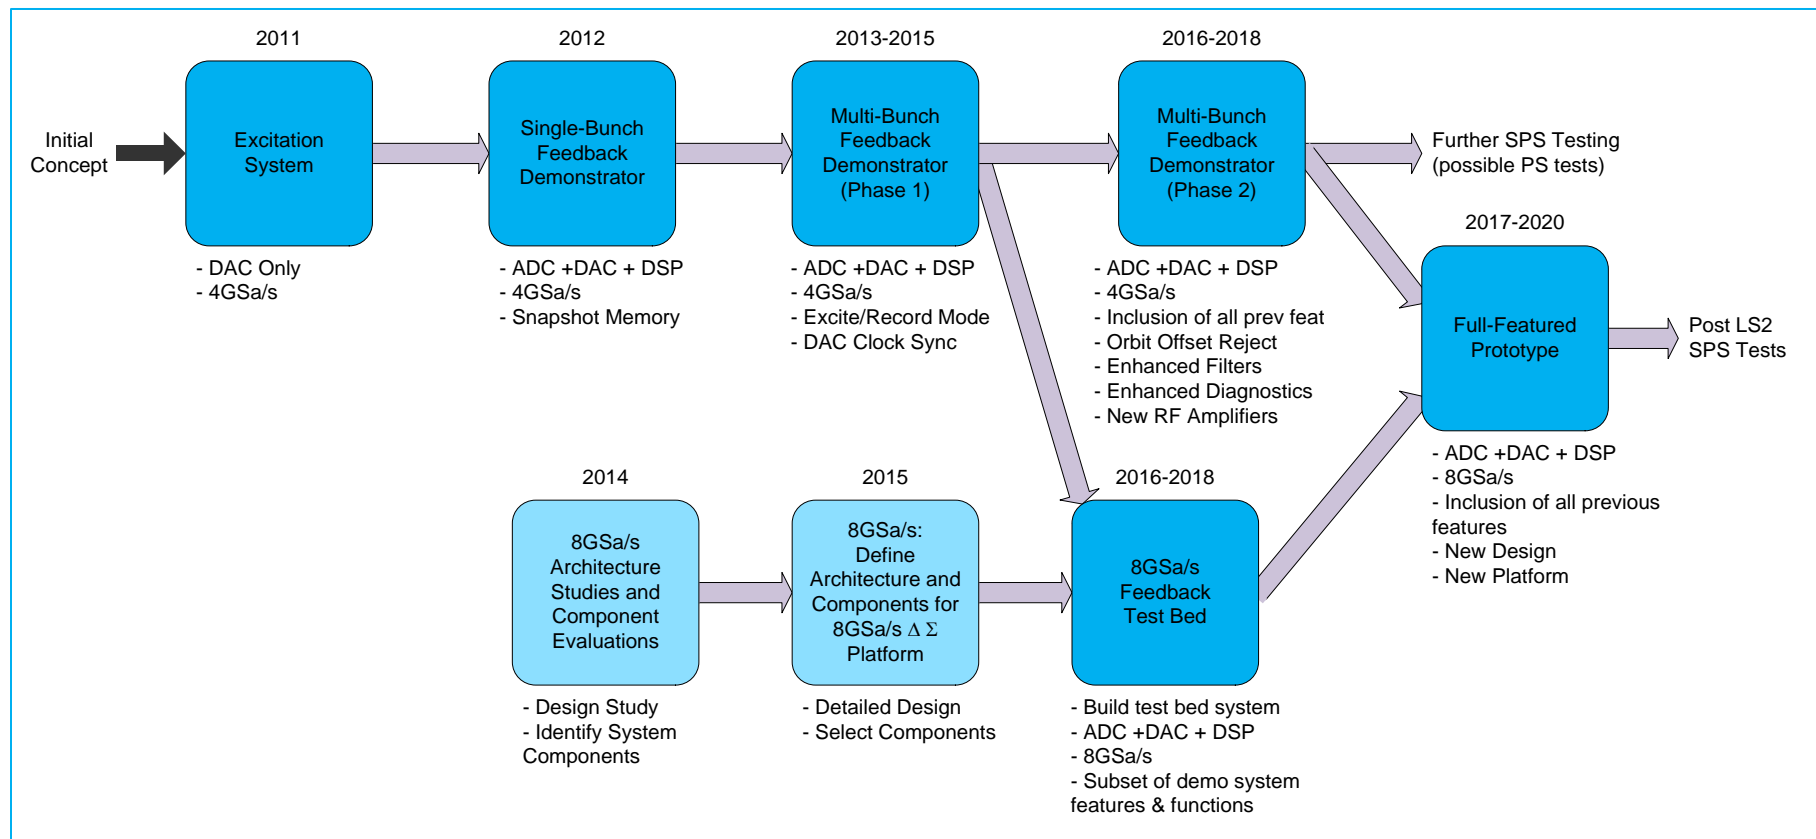 2011
2012
2013-2015
2016-2018
Initial
Concept
Excitation
System
Single-Bunch
Feedback
Demonstrator
Multi-Bunch
Feedback
Demonstrator
(Phase 1)
Multi-Bunch
Feedback
Demonstrator
(Phase 2)
Further SPS Testing
(possible PS tests)
- DAC Only
- 4GSa/s
- ADC +DAC + DSP
- 4GSa/s
- Snapshot Memory
- ADC +DAC + DSP
- 4GSa/s
- Excite/Record Mode
- DAC Clock Sync
- ADC +DAC + DSP
- 4GSa/s
- Inclusion of all prev feat
- Orbit Offset Reject
- Enhanced Filters
- Enhanced Diagnostics
- New RF Amplifiers
2017-2020
Full-Featured
Prototype
Post LS2
SPS Tests
- ADC +DAC + DSP
- 8GSa/s
- Inclusion of all previous
features
- New Design
- New Platform
2014
2015
2016-2018
8GSa/s
Architecture
Studies and
Component
Evaluations
8GSa/s:
Define
Architecture and
Components for
8GSa/s Δ Σ
Platform
8GSa/s
Feedback
Test Bed
- Design Study
- Identify System
Components
- Detailed Design
- Select Components
- Build test bed system
- ADC +DAC + DSP
- 8GSa/s
- Subset of demo system
features & functions